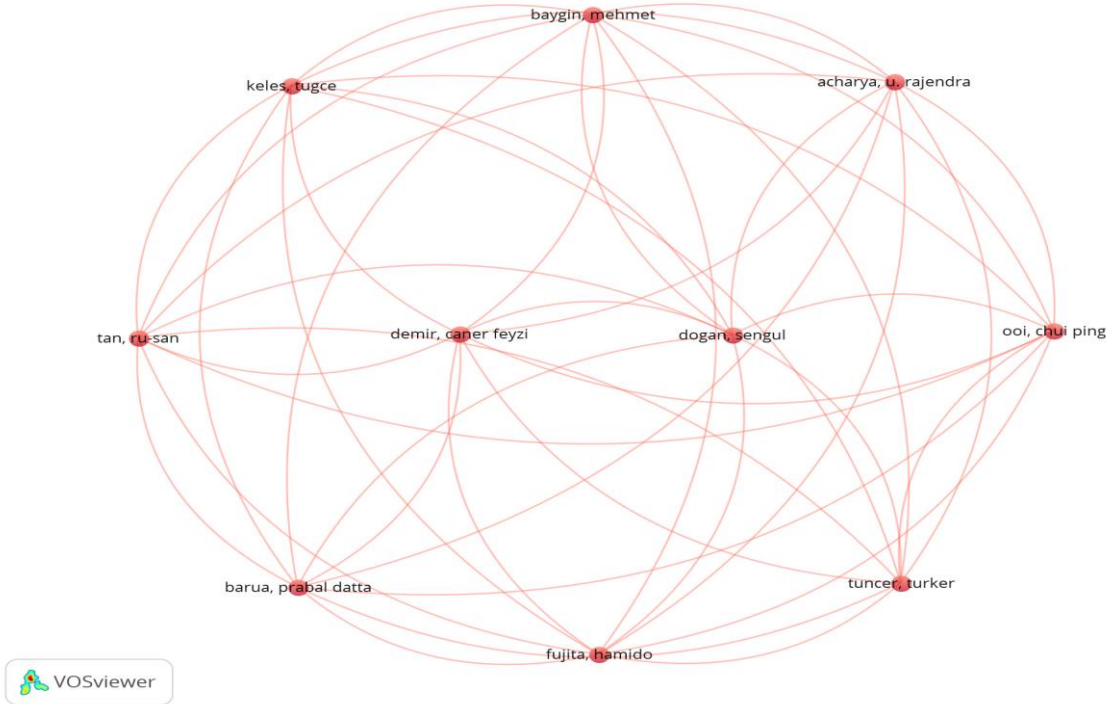 baygin, mehmet
keles, tugce
acharya, u. rajendra
tan, ru-san
demir, caner feyzi
dogan, sengul
ooi, chui ping
barua, prabal datta
tuncer, turker
fujita, hamido
VOSviewer